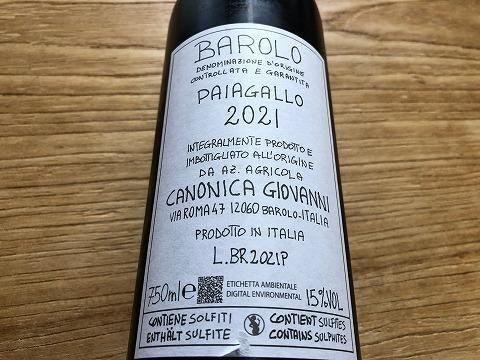 BAROLO
DENOMINAZIONE D'ORIGINE
CONTROLLATA E GARANTITA
PAIAGALLO
2021
INTEGRALMENTE PRODOTTO E
IMBOTTIGLIATO ALL'ORIGINE
DA AZ. AGRICOLA
CANONICA GIOVANNI
VIA ROMA 47 12060 BAROLO-ITALIA
PRODOTTO IN ITALIA
L.BR2021P
750ml e ETICHETTA AMBIENTALE 15%VOL
DIGITAL ENVIRONMENTAL
CONTIENE SOLFITI CONTIENT SULFITES
ENTHÄLT SULFITE CONTAINS SULPHITES